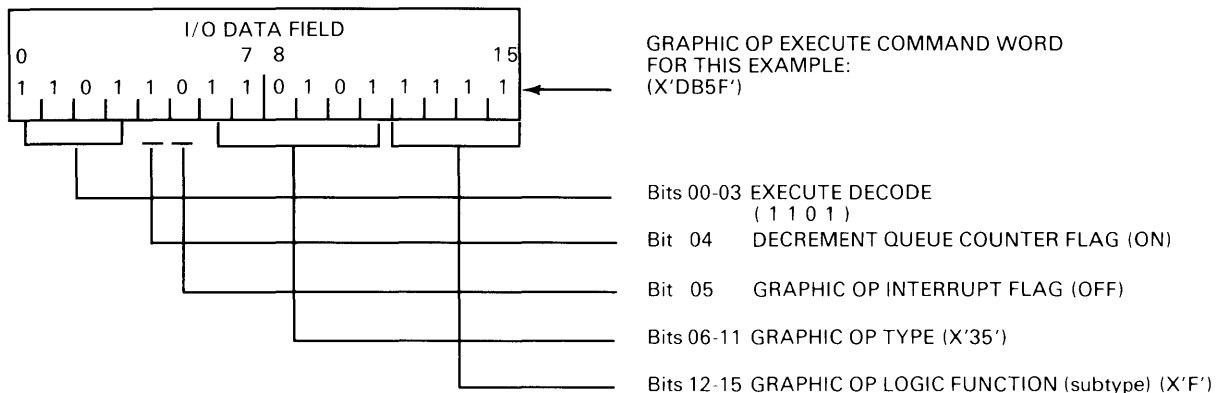 I/O DATA FIELD
0 7 8 15
1 1 0 1 1 0 1 1 0 1 0 1 1 1 1 1
GRAPHIC OP EXECUTE COMMAND WORD
FOR THIS EXAMPLE:
(X'DB5F')
Bits 00-03 EXECUTE DECODE
( 1 1 0 1 )
Bit 04 DECREMENT QUEUE COUNTER FLAG (ON)
Bit 05 GRAPHIC OP INTERRUPT FLAG (OFF)
Bits 06-11 GRAPHIC OP TYPE (X'35')
Bits 12-15 GRAPHIC OP LOGIC FUNCTION (subtype) (X'F')